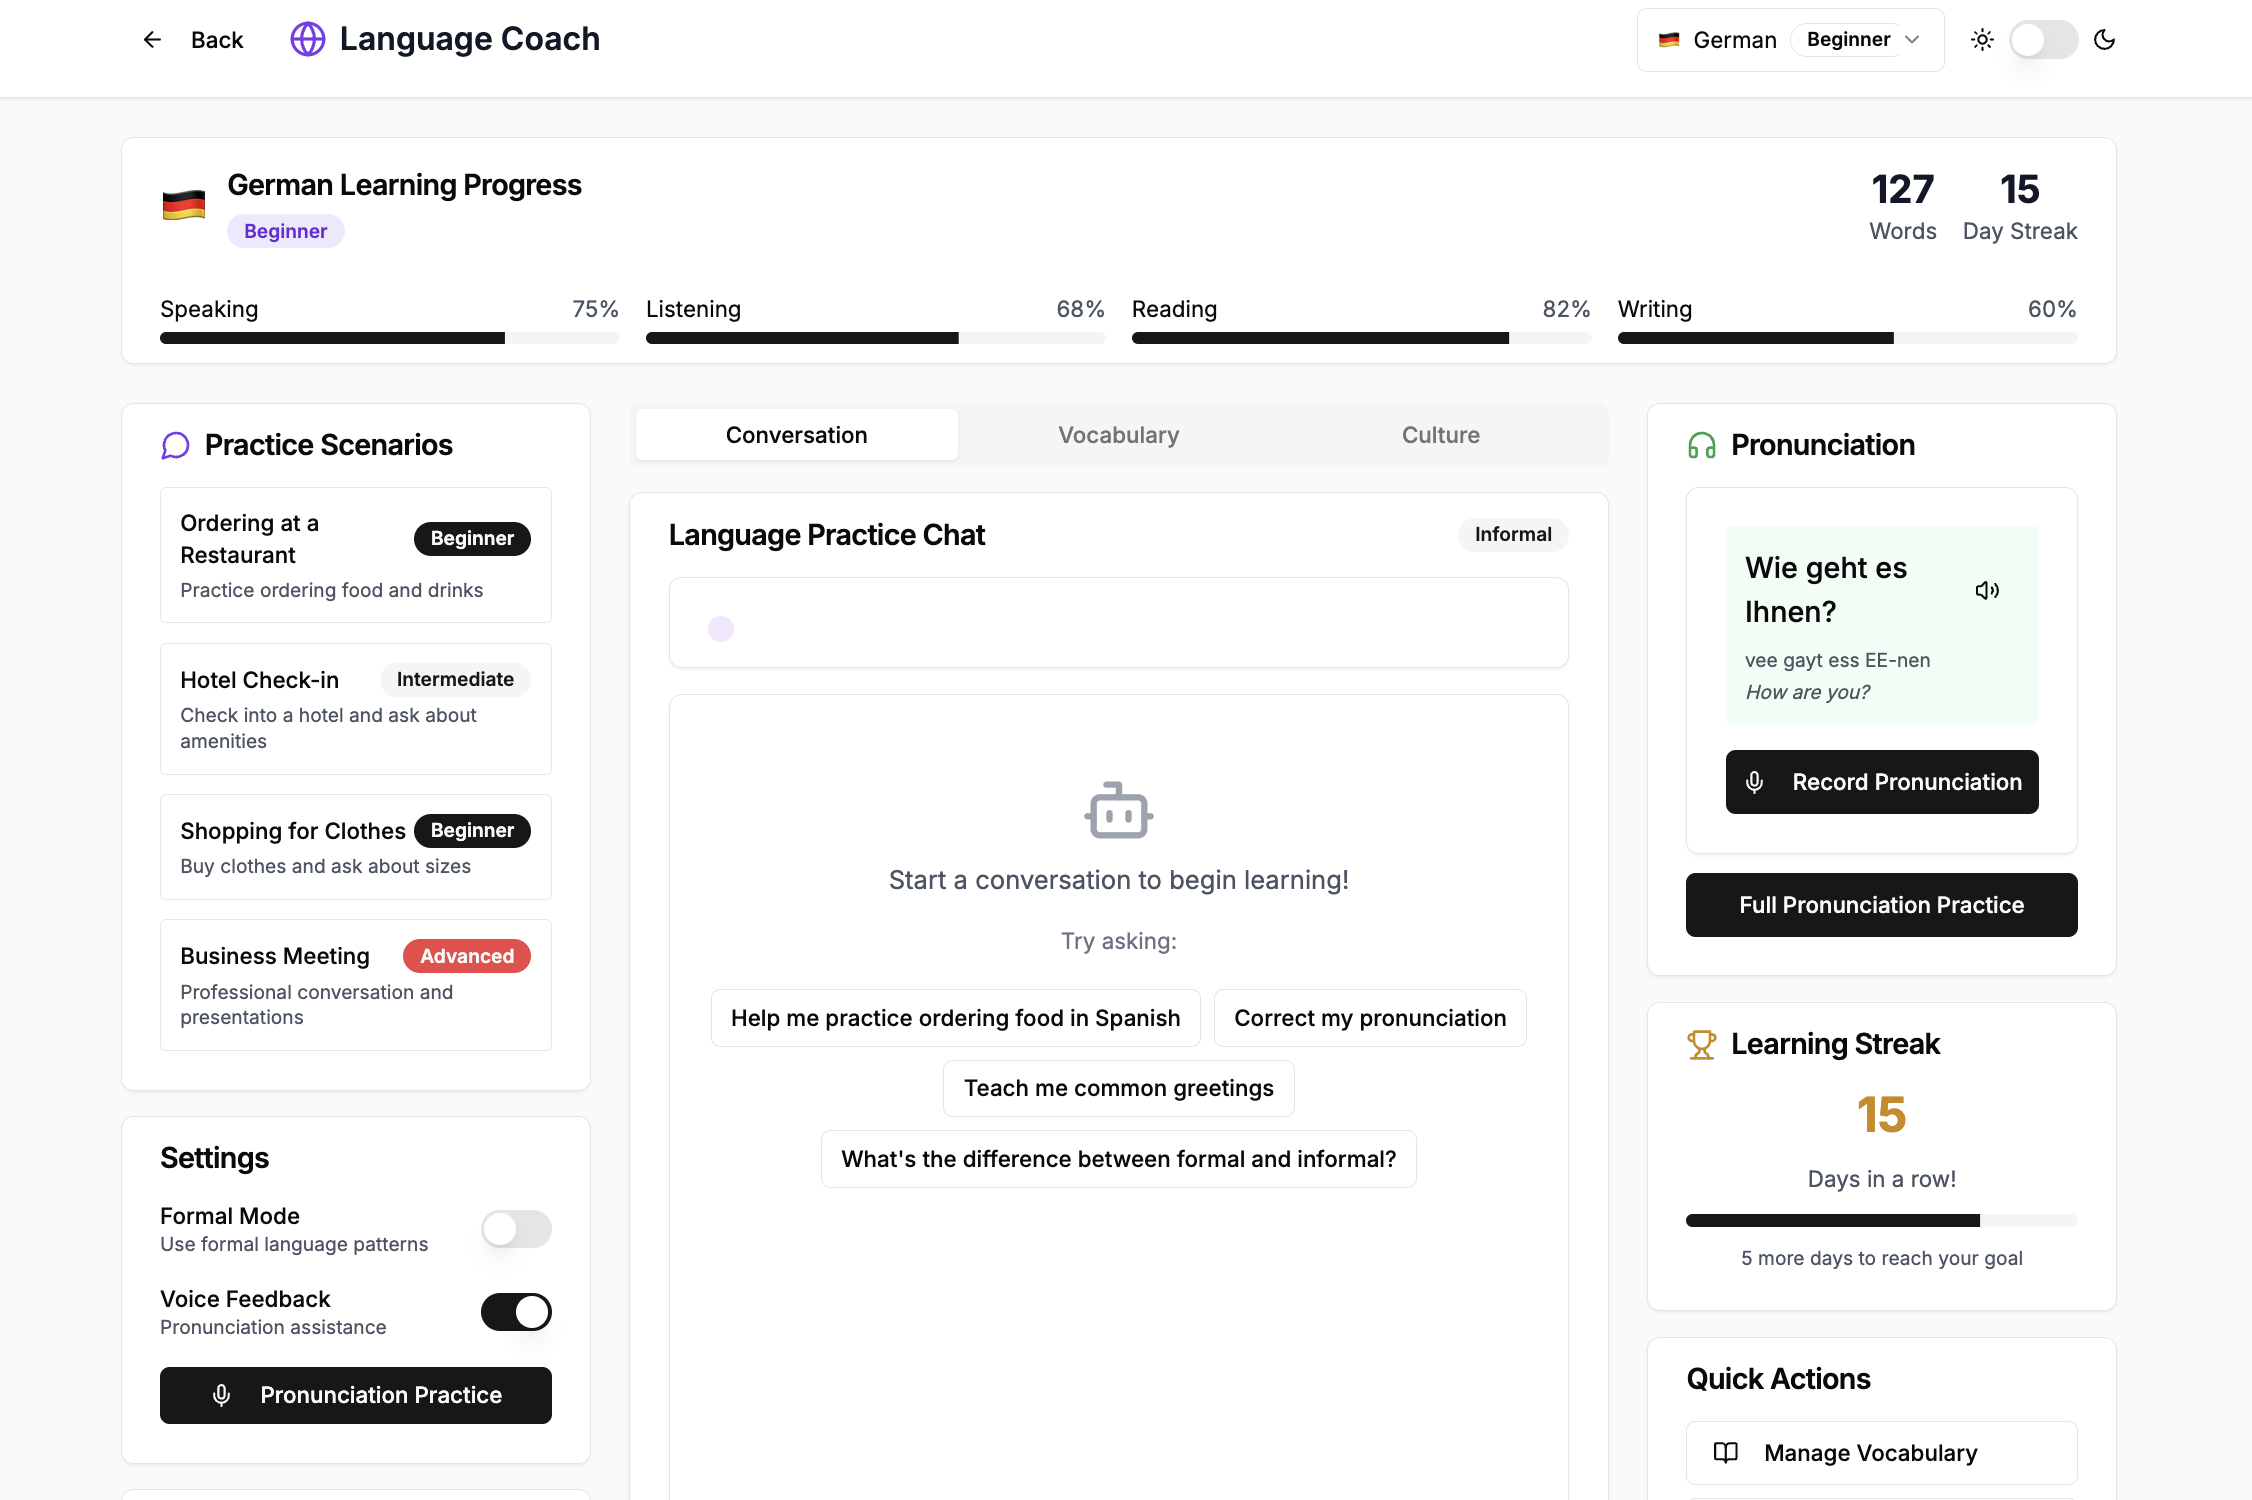 Back
Language Coach
German
Beginner
German Learning Progress
Beginner
127
Words
15
Day Streak
Speaking
75%
Listening
68%
Reading
82%
Writing
60%
Practice Scenarios
Ordering at a
Restaurant
Beginner
Practice ordering food and drinks
Hotel Check-in
Intermediate
Check into a hotel and ask about
amenities
Shopping for Clothes
Beginner
Buy clothes and ask about sizes
Business Meeting
Advanced
Professional conversation and
presentations
Settings
Formal Mode
Use formal language patterns
Voice Feedback
Pronunciation assistance
Pronunciation Practice
Conversation
Vocabulary
Culture
Language Practice Chat
Informal
Start a conversation to begin learning!
Try asking:
Help me practice ordering food in Spanish
Correct my pronunciation
Teach me common greetings
What's the difference between formal and informal?
Pronunciation
Wie geht es
Ihnen?
vee gayt ess EE-nen
How are you?
Record Pronunciation
Full Pronunciation Practice
Learning Streak
15
Days in a row!
5 more days to reach your goal
Quick Actions
Manage Vocabulary